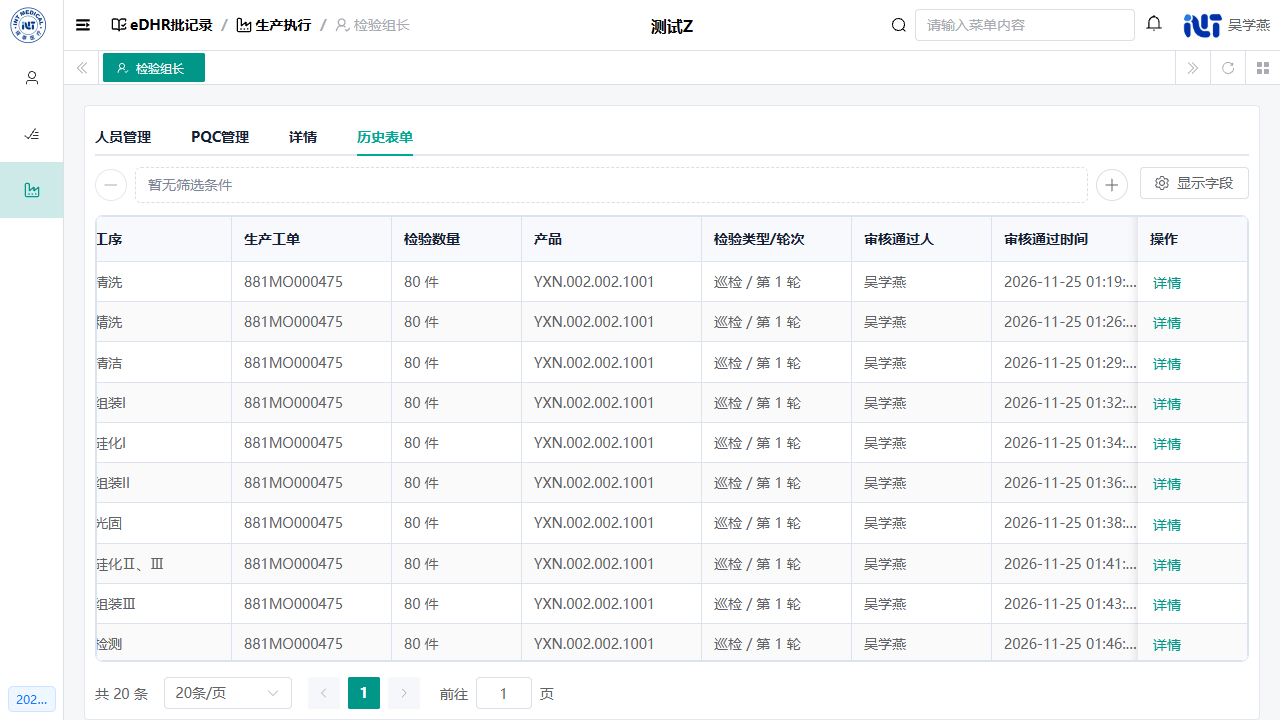 eDHR批记录 / 生产执行 / 检验组长
测试Z
请输入菜单内容
吴学燕
检验组长
人员管理 PQC管理 详情 历史表单
暂无筛选条件
显示字段
工序 生产工单 检验数量 产品 检验类型/轮次 审核通过人 审核通过时间 操作
清洗 881MO000475 80 件 YXN.002.002.1001 巡检 / 第 1 轮 吴学燕 2026-11-25 01:19:... 详情
精洗 881MO000475 80 件 YXN.002.002.1001 巡检 / 第 1 轮 吴学燕 2026-11-25 01:26:... 详情
清洁 881MO000475 80 件 YXN.002.002.1001 巡检 / 第 1 轮 吴学燕 2026-11-25 01:29:... 详情
组装I 881MO000475 80 件 YXN.002.002.1001 巡检 / 第 1 轮 吴学燕 2026-11-25 01:32:... 详情
硅化I 881MO000475 80 件 YXN.002.002.1001 巡检 / 第 1 轮 吴学燕 2026-11-25 01:34:... 详情
组装II 881MO000475 80 件 YXN.002.002.1001 巡检 / 第 1 轮 吴学燕 2026-11-25 01:36:... 详情
光固 881MO000475 80 件 YXN.002.002.1001 巡检 / 第 1 轮 吴学燕 2026-11-25 01:38:... 详情
硅化Ⅱ、Ⅲ 881MO000475 80 件 YXN.002.002.1001 巡检 / 第 1 轮 吴学燕 2026-11-25 01:41:... 详情
组装Ⅲ 881MO000475 80 件 YXN.002.002.1001 巡检 / 第 1 轮 吴学燕 2026-11-25 01:43:... 详情
检测 881MO000475 80 件 YXN.002.002.1001 巡检 / 第 1 轮 吴学燕 2026-11-25 01:46:... 详情
共 20 条 20条/页 1 前往 1 页
202...